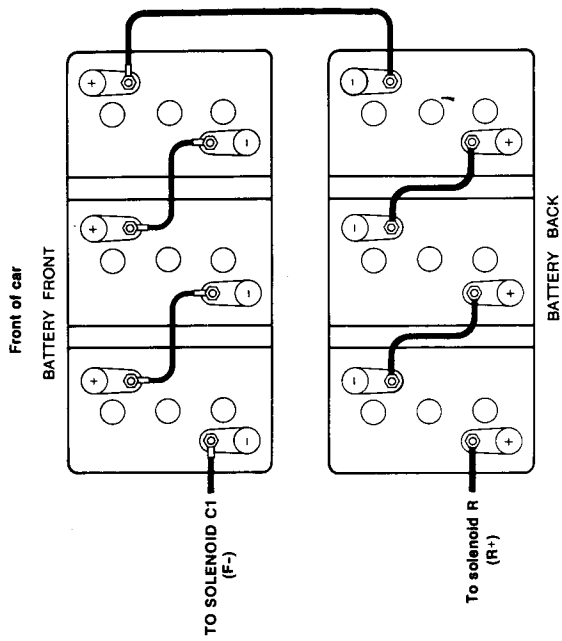 Front of car
BATTERY FRONT
+
-
+
-
+
-
TO SOLENOID C1
(F-)
-
+
-
+
-
+
BATTERY BACK
To solenoid R
(R+)